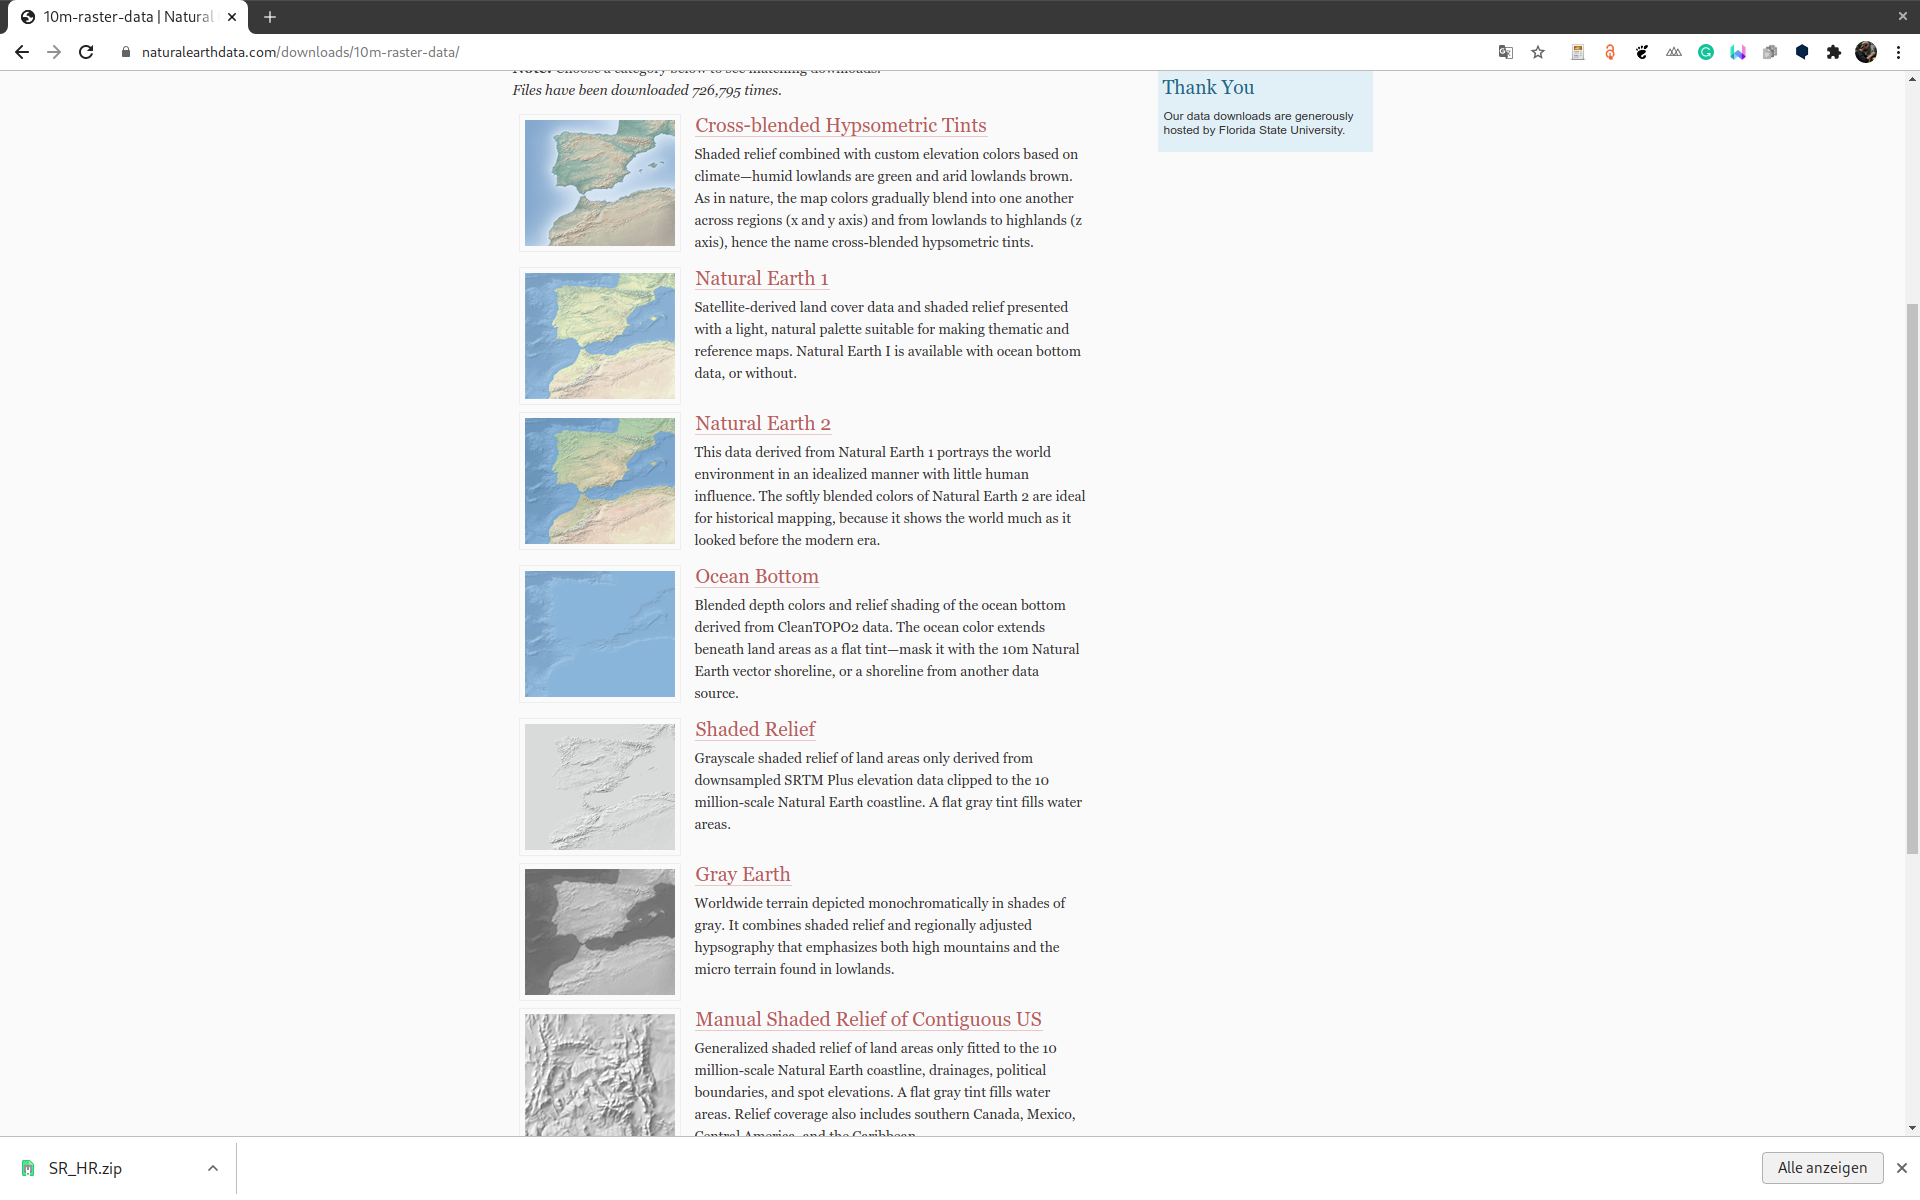 10m-raster-data | Natural
naturalearthdata.com/downloads/10m-raster-data/
Note: Choose a category below to see matching downloads.
Files have been downloaded 726,795 times.
Cross-blended Hypsometric Tints
Shaded relief combined with custom elevation colors based on
climate—humid lowlands are green and arid lowlands brown.
As in nature, the map colors gradually blend into one another
across regions (x and y axis) and from lowlands to highlands (z
axis), hence the name cross-blended hypsometric tints.
Natural Earth 1
Satellite-derived land cover data and shaded relief presented
with a light, natural palette suitable for making thematic and
reference maps. Natural Earth I is available with ocean bottom
data, or without.
Natural Earth 2
This data derived from Natural Earth 1 portrays the world
environment in an idealized manner with little human
influence. The softly blended colors of Natural Earth 2 are ideal
for historical mapping, because it shows the world much as it
looked before the modern era.
Ocean Bottom
Blended depth colors and relief shading of the ocean bottom
derived from CleanTOPO2 data. The ocean color extends
beneath land areas as a flat tint—mask it with the 10m Natural
Earth vector shoreline, or a shoreline from another data
source.
Shaded Relief
Grayscale shaded relief of land areas only derived from
downsampled SRTM Plus elevation data clipped to the 10
million-scale Natural Earth coastline. A flat gray tint fills water
areas.
Gray Earth
Worldwide terrain depicted monochromatically in shades of
gray. It combines shaded relief and regionally adjusted
hypsography that emphasizes both high mountains and the
micro terrain found in lowlands.
Manual Shaded Relief of Contiguous US
Generalized shaded relief of land areas only fitted to the 10
million-scale Natural Earth coastline, drainages, political
boundaries, and spot elevations. A flat gray tint fills water
areas. Relief coverage also includes southern Canada, Mexico,
Central America, and the Caribbean.
Thank You
Our data downloads are generously
hosted by Florida State University.
SR_HR.zip
Alle anzeigen